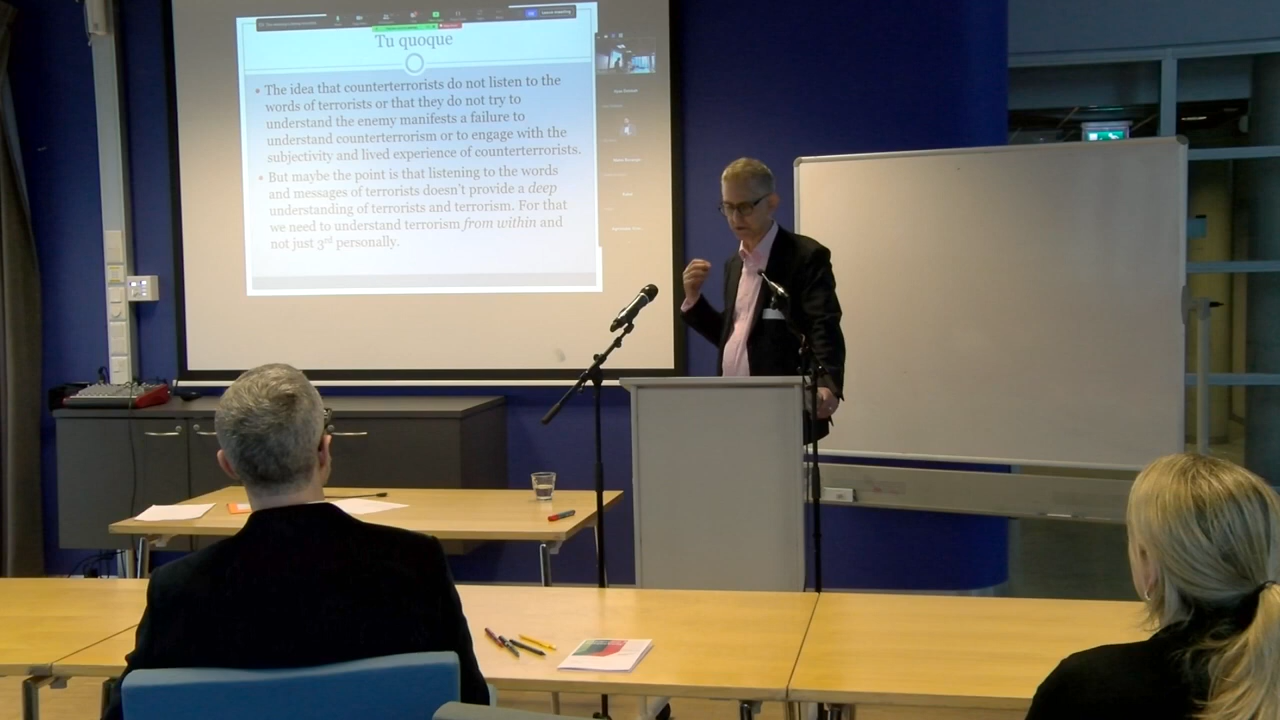 Tu quoque
• The idea that counterterrorists do not listen to the
words of terrorists or that they do not try to
understand the enemy manifests a failure to
understand counterterrorism or to engage with the
subjectivity and lived experience of counterterrorists.
• But maybe the point is that listening to the words
and messages of terrorists doesn't provide a deep
understanding of terrorists and terrorism. For that
we need to understand terrorism from within and
not just 3rd personally.